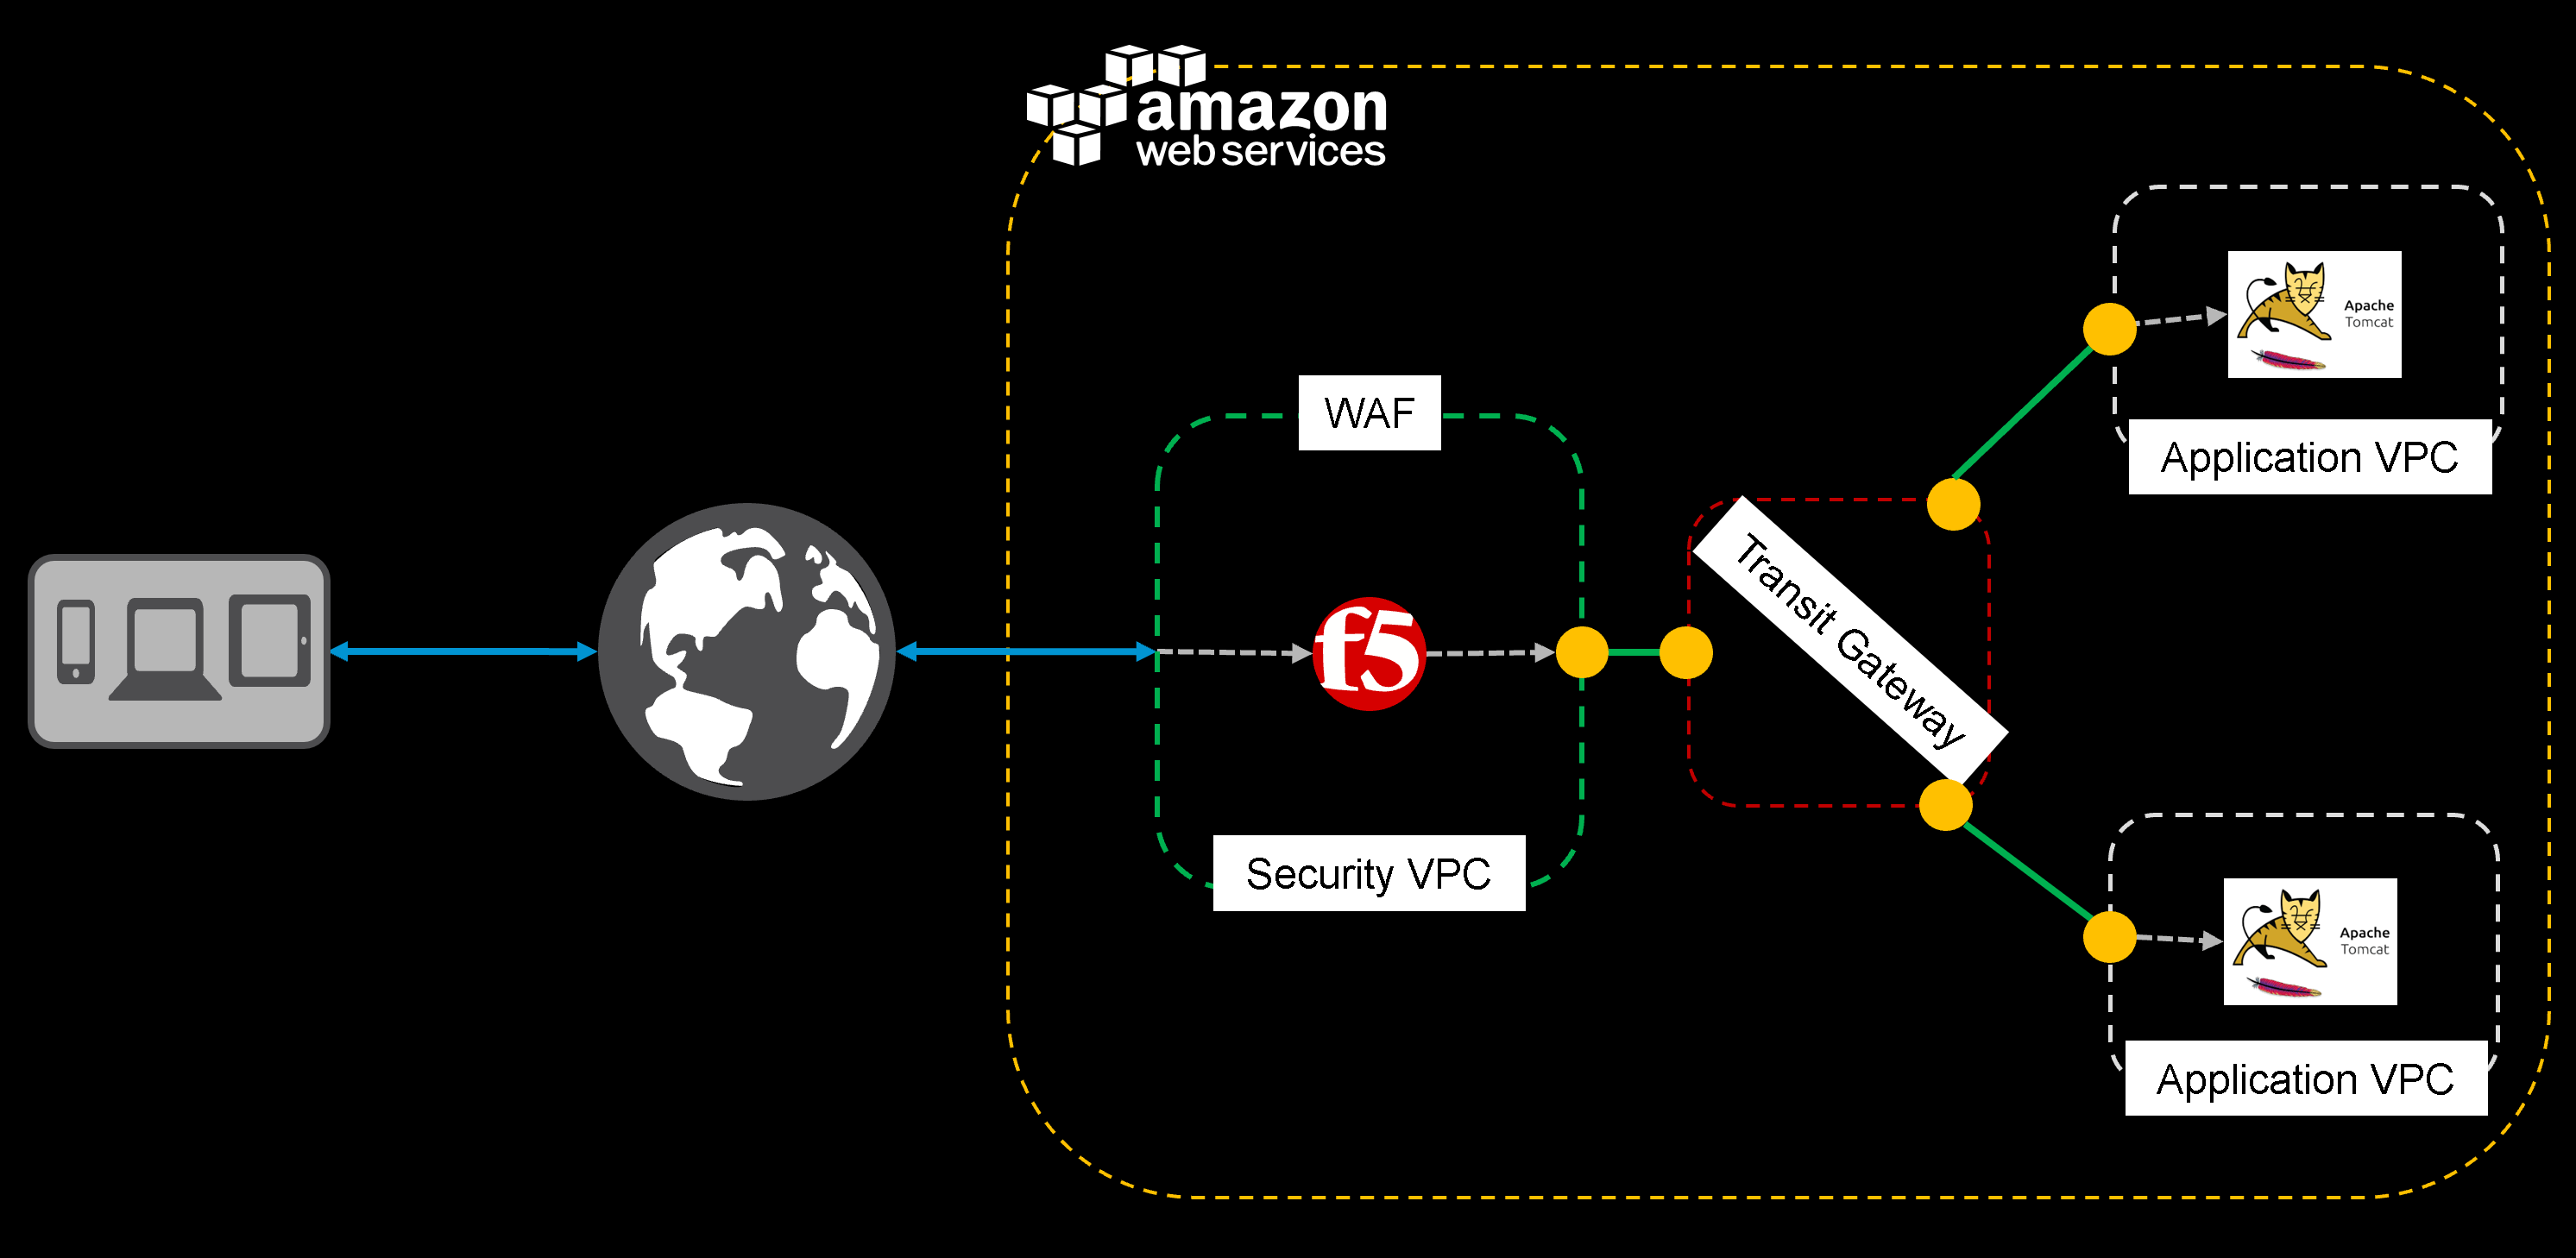 amazon
web services
WAF
f5
Security VPC
Transit Gateway
Apache
Tomcat
Application VPC
Apache
Tomcat
Application VPC